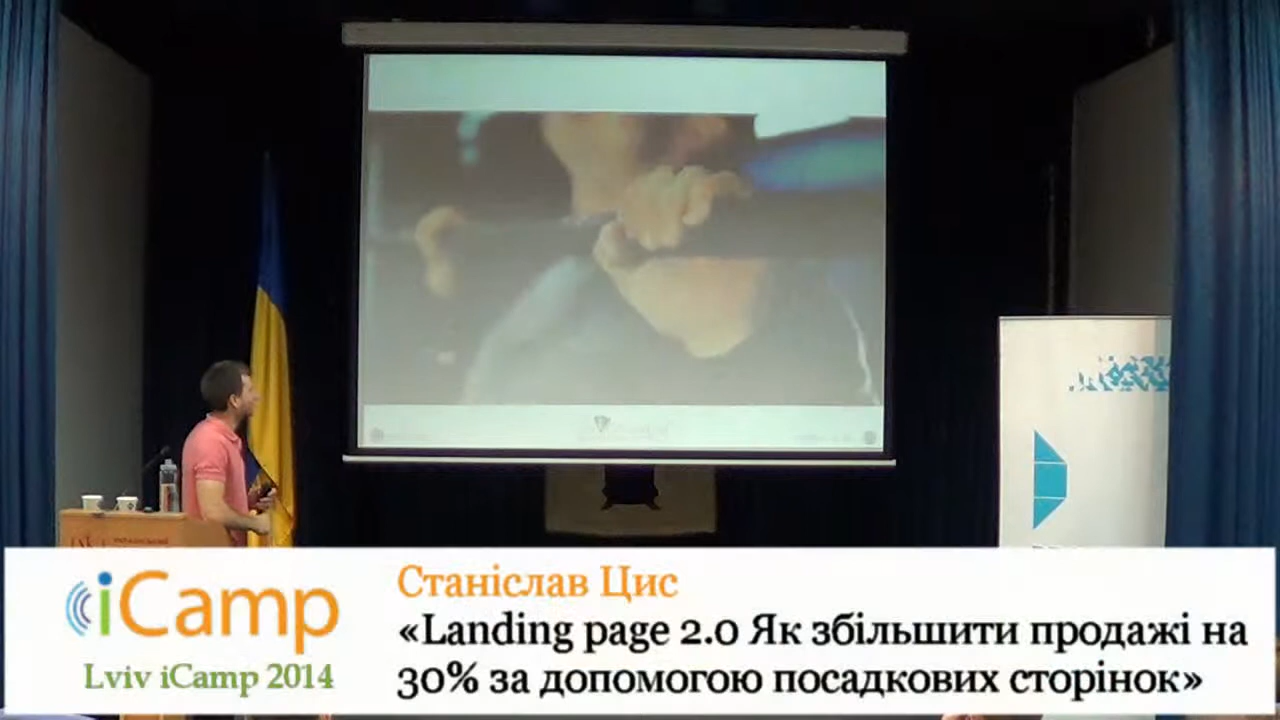 iCamp
Lviv iCamp 2014
Станіслав Цис
«Landing page 2.0 Як збільшити продажі на
30% за допомогою посадкових сторінок»